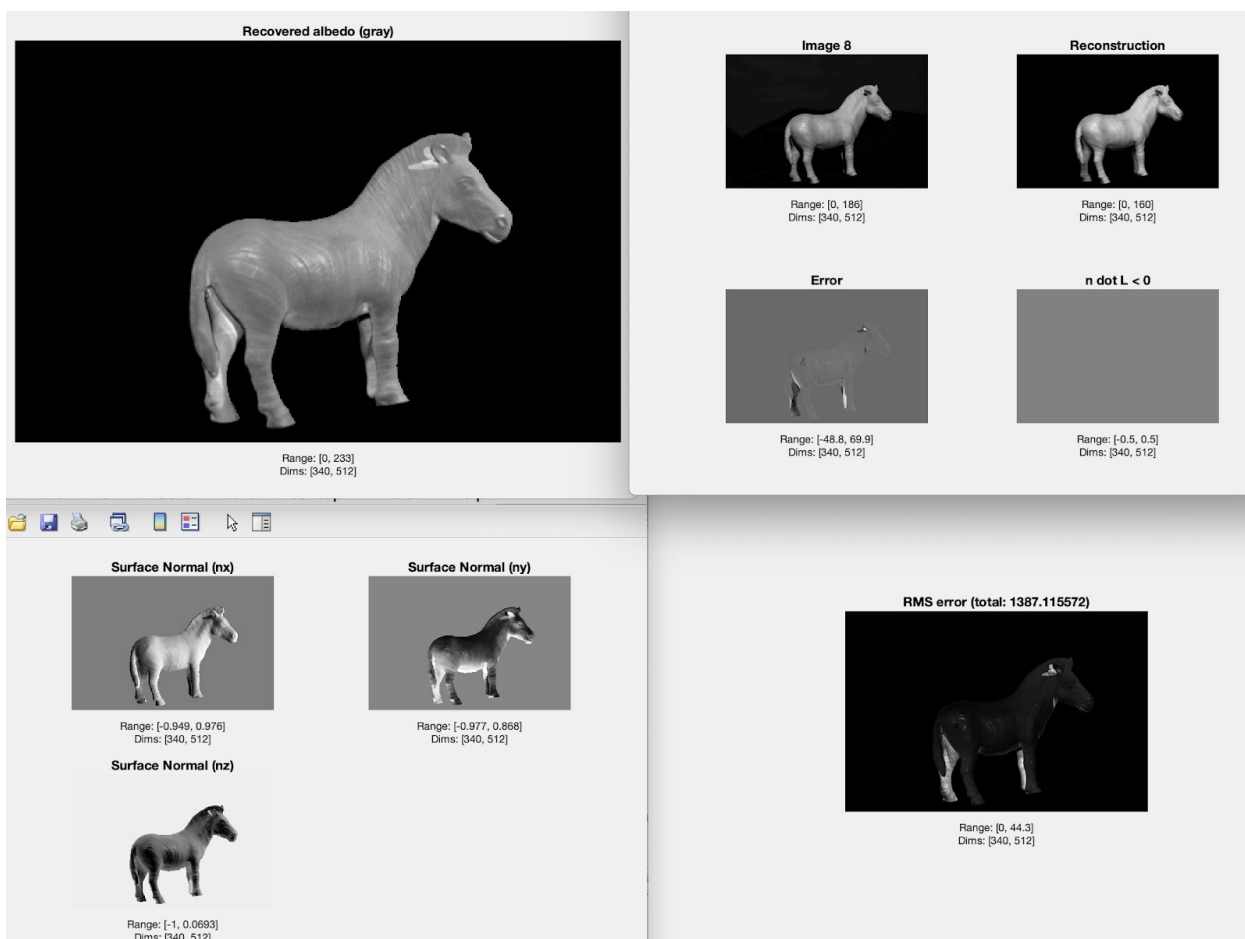 Recovered albedo (gray)
Range: [0, 233]
Dims: [340, 512]
Image 8
Range: [0, 186]
Dims: [340, 512]
Reconstruction
Range: [0, 160]
Dims: [340, 512]
Error
Range: [-48.8, 69.9]
Dims: [340, 512]
n dot L < 0
Range: [-0.5, 0.5]
Dims: [340, 512]
Surface Normal (nx)
Range: [-0.949, 0.976]
Dims: [340, 512]
Surface Normal (ny)
Range: [-0.977, 0.868]
Dims: [340, 512]
Surface Normal (nz)
Range: [-1, 0.0693]
Dims: [340, 512]
RMS error (total: 1387.115572)
Range: [0, 44.3]
Dims: [340, 512]